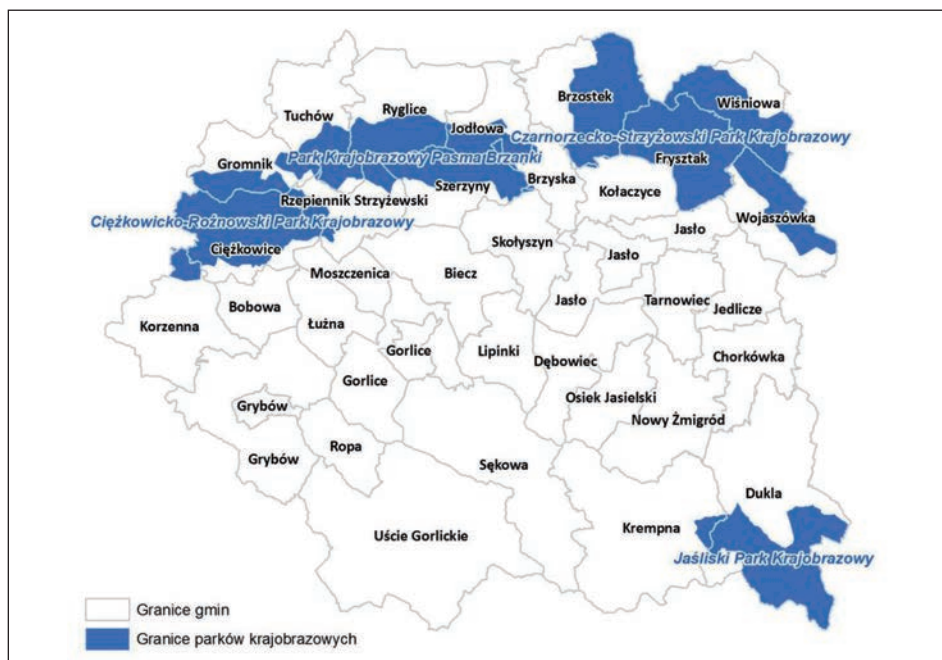 Tuchów
Ryglice
Jodłowa
Brzostek
Wiśniowa
Czarnorzecko-Strzyżowski Park Krajobrazowy
Gromnik
Park Krajobrazowy Pasma Brzanki
Frysztak
Szerzyny
Brzyska
Kołaczyce
Rzepiennik Strzyżewski
Ciężkowicko-Rożnowski Park Krajobrazowy
Wojaszówka
Jasło
Skołyszyn
Ciężkowice
Jasło
Moszczenica
Biecz
Jasło
Tarnowiec
Jedlicze
Bobowa
Korzenna
Łużna
Gorlice
Lipinki
Dębowiec
Chorkówka
Gorlice
Osiek Jasielski
Grybów
Nowy Żmigród
Ropa
Grybów
Sękowa
Dukla
Krempna
Uście Gorlickie
Jaśliski Park Krajobrazowy
Granice gmin
Granice parków krajobrazowych